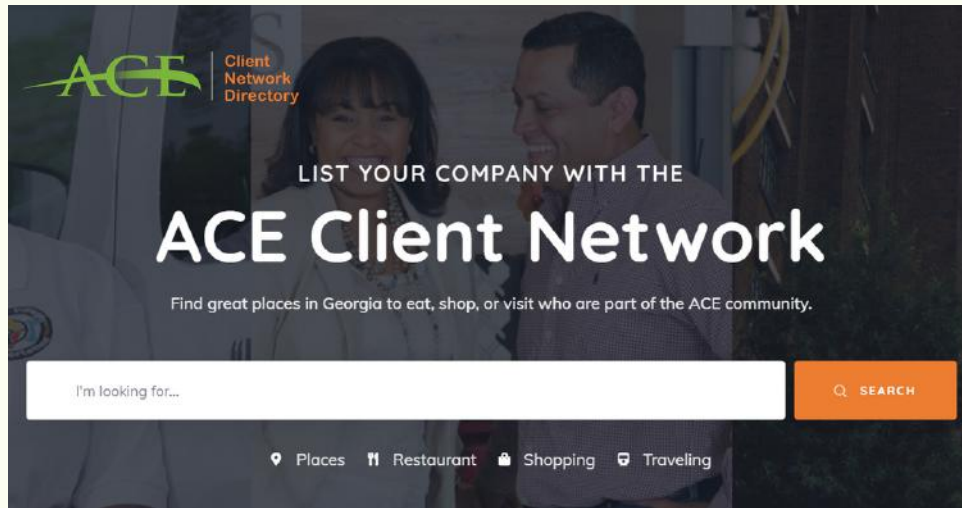 ACE
Client
Network
Directory
LIST YOUR COMPANY WITH THE
ACE Client Network
Find great places in Georgia to eat, shop, or visit who are part of the ACE community.
I'm looking for...
SEARCH
Places Restaurant Shopping Traveling